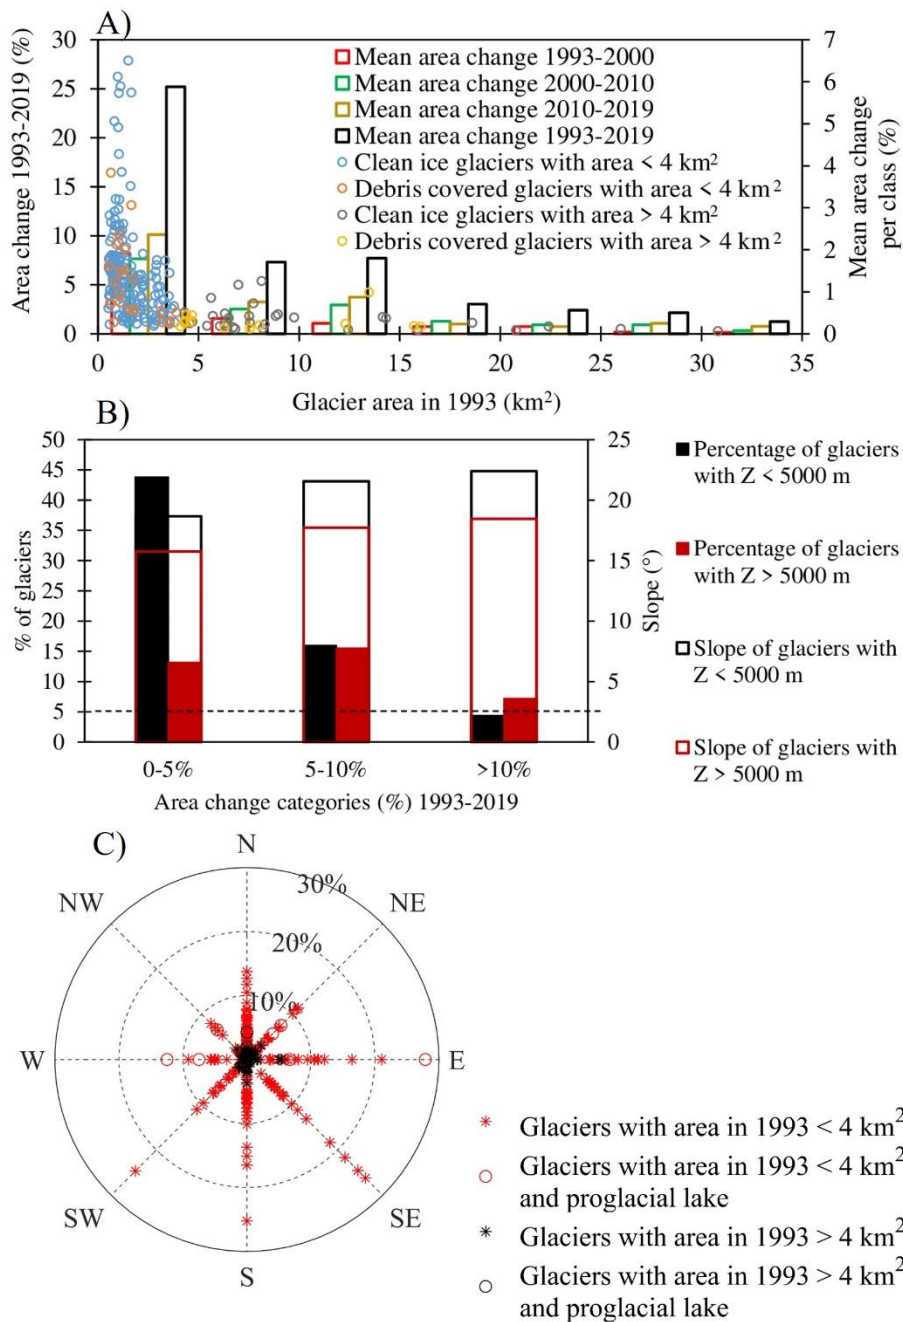 A)
30
25
20
15
10
5
0
Area change 1993-2019 (%)
Mean area change 1993-2000
Mean area change 2000-2010
Mean area change 2010-2019
Mean area change 1993-2019
Clean ice glaciers with area < 4 km²
Debris covered glaciers with area < 4 km²
Clean ice glaciers with area > 4 km²
Debris covered glaciers with area > 4 km²
7
6
5
4
3
2
1
0
Mean area change
per class (%)
0 5 10 15 20 25 30 35
Glacier area in 1993 (km²)
B)
50
45
40
35
30
25
20
15
10
5
0
% of glaciers
25
20
15
10
5
0
Slope (°)
0-5% 5-10% >10%
Area change categories (%) 1993-2019
Percentage of glaciers
with Z < 5000 m
Percentage of glaciers
with Z > 5000 m
Slope of glaciers with
Z < 5000 m
Slope of glaciers with
Z > 5000 m
C)
N
30%
NW NE
20%
10%
W E
SW SE
S
Glaciers with area in 1993 < 4 km²
Glaciers with area in 1993 < 4 km²
and proglacial lake
Glaciers with area in 1993 > 4 km²
Glaciers with area in 1993 > 4 km²
and proglacial lake